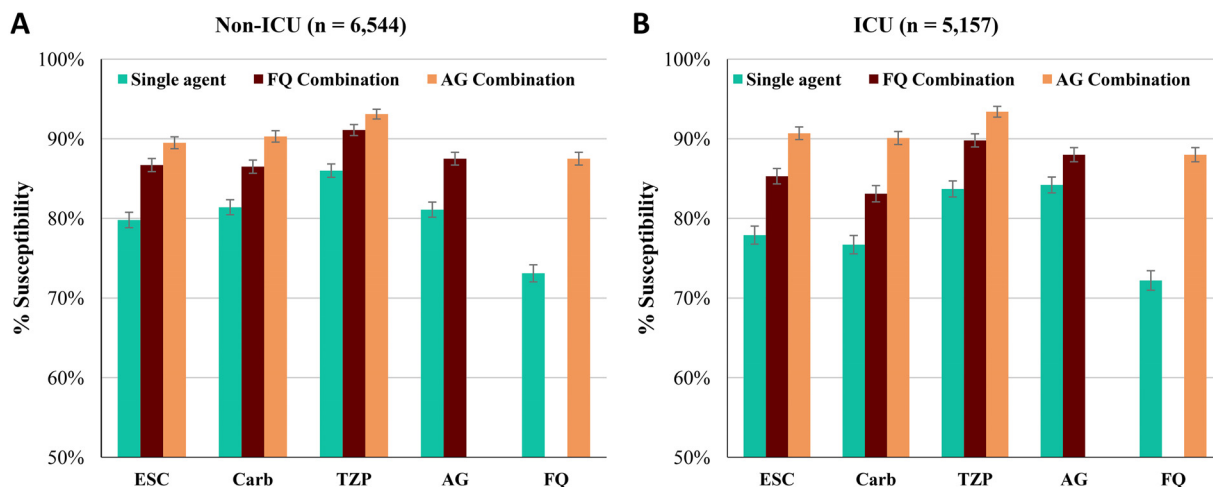 A
Non-ICU (n = 6,544)
100%
Single agent FQ Combination AG Combination
90%
80%
70%
60%
50%
% Susceptibility
ESC Carb TZP AG FQ
B
ICU (n = 5,157)
100%
Single agent FQ Combination AG Combination
90%
80%
70%
60%
50%
% Susceptibility
ESC Carb TZP AG FQ